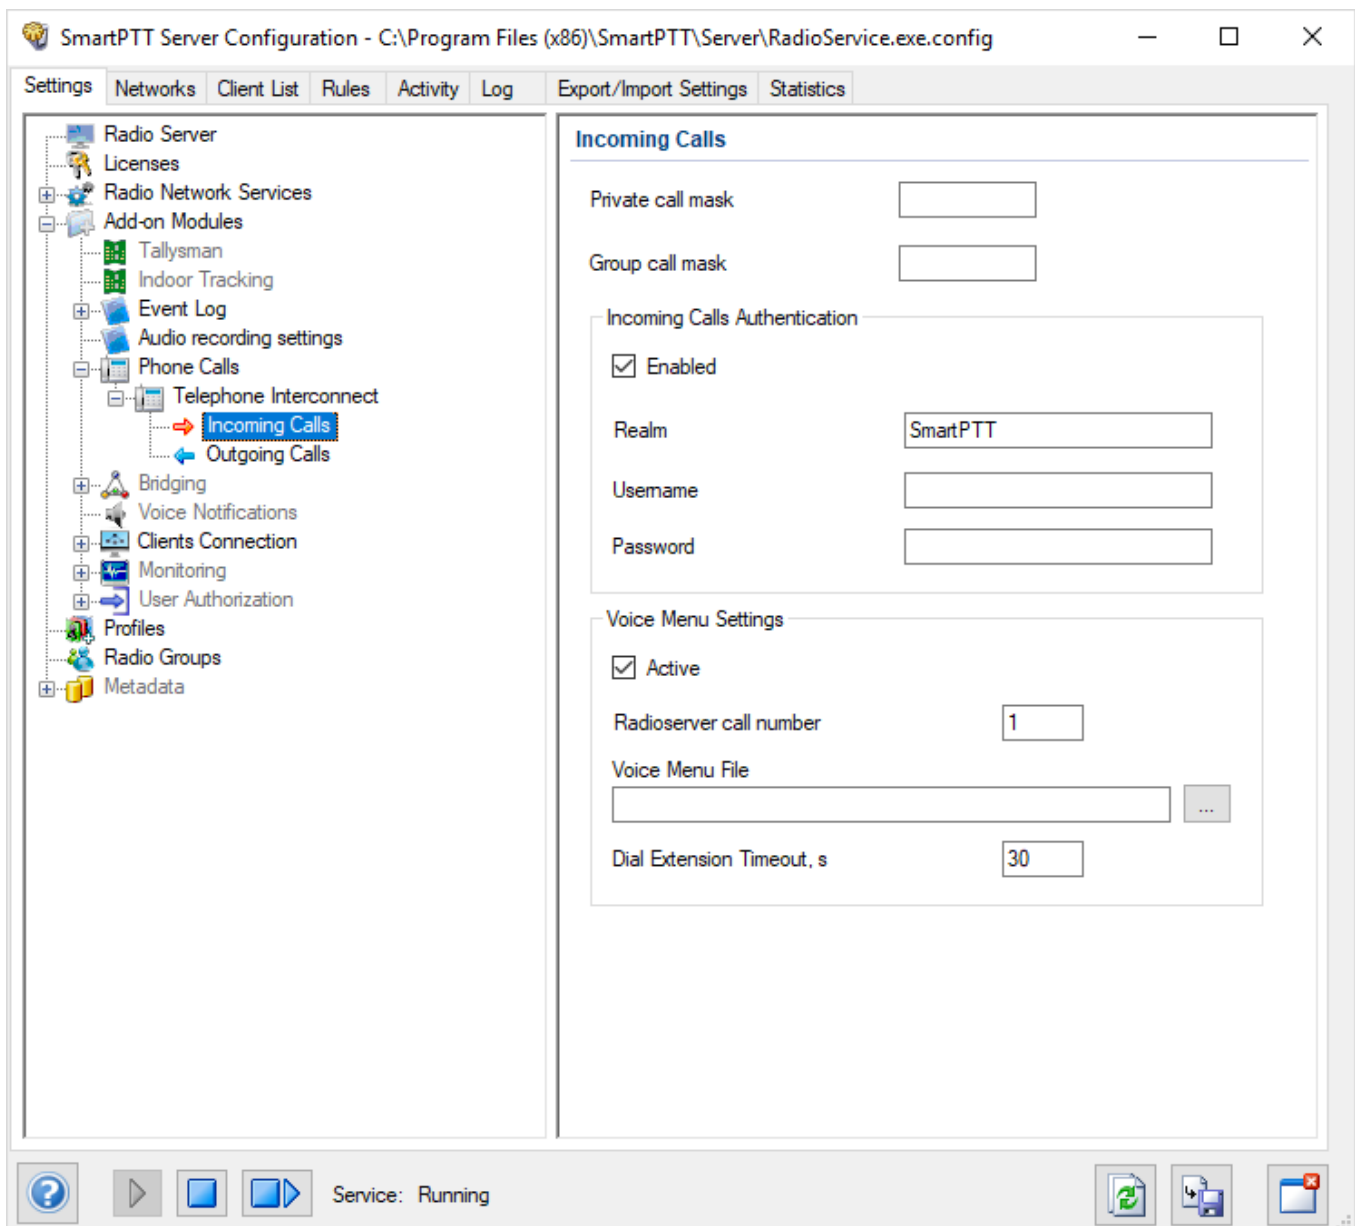 SmartPTT Server Configuration - C:\Program Files (x86)\SmartPTT\Server\RadioService.exe.config
Settings Networks Client List Rules Activity Log Export/Import Settings Statistics
Radio Server
Licenses
Radio Network Services
Add-on Modules
Tallysman
Indoor Tracking
Event Log
Audio recording settings
Phone Calls
Telephone Interconnect
Incoming Calls
Outgoing Calls
Bridging
Voice Notifications
Clients Connection
Monitoring
User Authorization
Profiles
Radio Groups
Metadata
Incoming Calls
Private call mask
Group call mask
Incoming Calls Authentication
Enabled
Realm SmartPTT
Username
Password
Voice Menu Settings
Active
Radioserver call number 1
Voice Menu File
...
Dial Extension Timeout, s 30
Service: Running